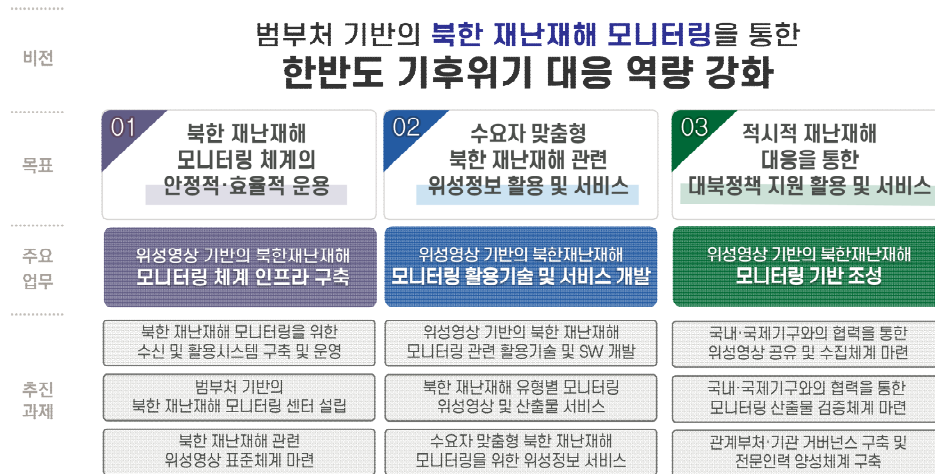 비전
범부처 기반의 북한 재난재해 모니터링을 통한
한반도 기후위기 대응 역량 강화
목표
01
북한 재난재해
모니터링 체계의
안정적·효율적 운용
02
수요자 맞춤형
북한 재난재해 관련
위성정보 활용 및 서비스
03
적시적 재난재해
대응을 통한
대북정책 지원 활용 및 서비스
주요
업무
위성영상 기반의 북한재난재해
모니터링 체계 인프라 구축
위성영상 기반의 북한재난재해
모니터링 활용기술 및 서비스 개발
위성영상 기반의 북한재난재해
모니터링 기반 조성
추진
과제
북한 재난재해 모니터링을 위한
수신 및 활용시스템 구축 및 운영
위성영상 기반의 북한 재난재해
모니터링 관련 활용기술 및 SW 개발
국내·국제기구와의 협력을 통한
위성영상 공유 및 수집체계 마련
범부처 기반의
북한 재난재해 모니터링 센터 설립
북한 재난재해 유형별 모니터링
위성영상 및 산출물 서비스
국내·국제기구와의 협력을 통한
모니터링 산출물 검증체계 마련
북한 재난재해 관련
위성영상 표준체계 마련
수요자 맞춤형 북한 재난재해
모니터링를 위한 위성정보 서비스
관계부처·기관 거버넌스 구축 및
전문인력 양성체계 구축